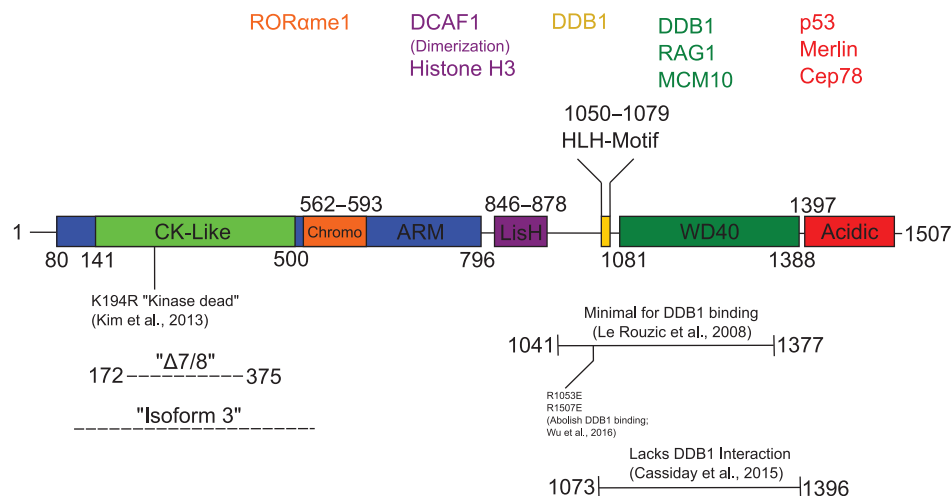 RORαme1
DCAF1
(Dimerization)
Histone H3
DDB1
DDB1
RAG1
MCM10
p53
Merlin
Cep78
1050–1079
HLH-Motif
562–593
846–878
1397
1
CK-Like
Chromo
ARM
LisH
WD40
Acidic
1507
80
141
500
796
1081
1388
K194R "Kinase dead"
(Kim et al., 2013)
"Δ7/8"
172
375
"Isoform 3"
Minimal for DDB1 binding
(Le Rouzic et al., 2008)
1041
1377
R1053E
R1507E
(Abolish DDB1 binding;
Wu et al., 2016)
Lacks DDB1 Interaction
(Cassiday et al., 2015)
1073
1396